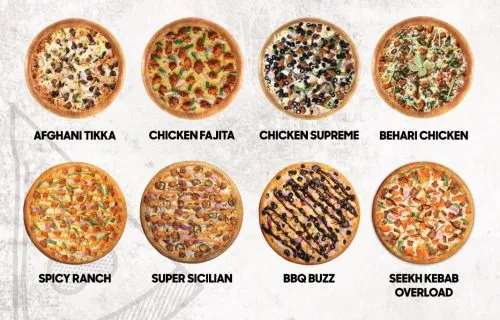 AFGHANI TIKKA
CHICKEN FAJITA
CHICKEN SUPREME
BEHARI CHICKEN
SPICY RANCH
SUPER SICILIAN
BBQ BUZZ
SEEKH KEBAB
OVERLOAD